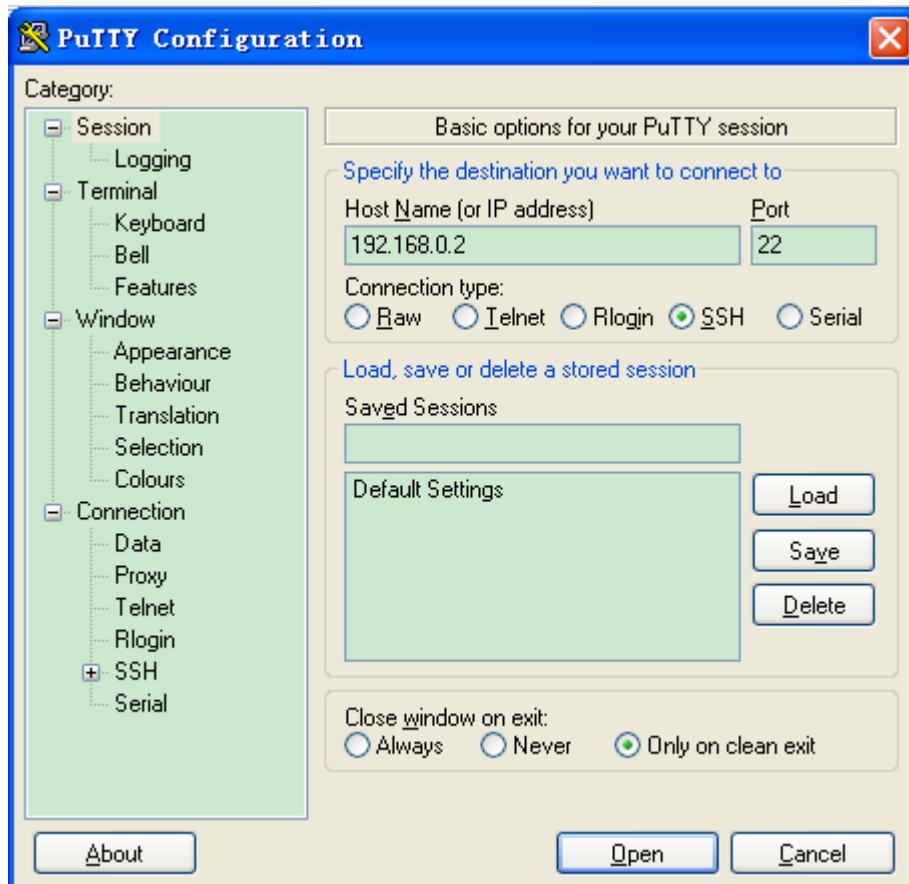 PuTTY Configuration
Category:
Session
Logging
Terminal
Keyboard
Bell
Features
Window
Appearance
Behaviour
Translation
Selection
Colours
Connection
Data
Proxy
Telnet
Rlogin
SSH
Serial
Basic options for your PuTTY session
Specify the destination you want to connect to
Host Name (or IP address) Port
192.168.0.2 22
Connection type:
Raw Telnet Rlogin SSH Serial
Load, save or delete a stored session
Saved Sessions
Default Settings
Load
Save
Delete
Close window on exit:
Always Never Only on clean exit
About Open Cancel